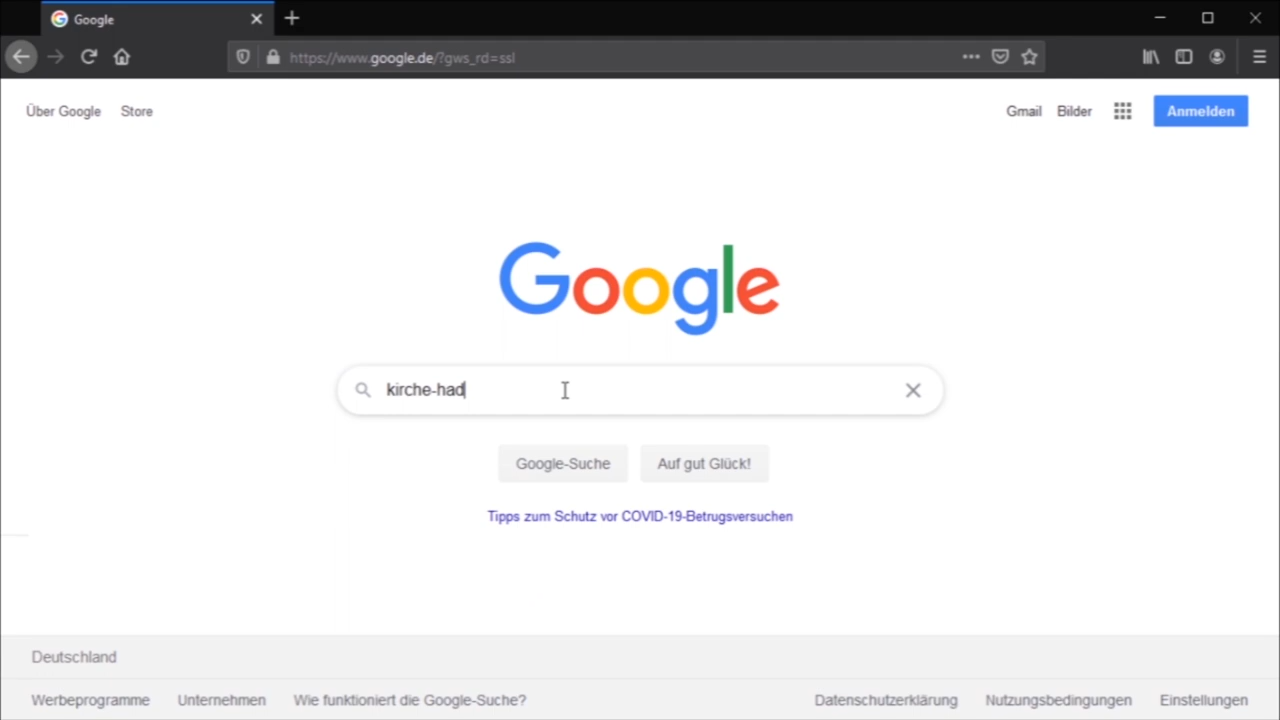 Google
https://www.google.de/?gws_rd=ssl
Über Google Store Gmail Bilder Anmelden
Google
kirche-had
Google-Suche Auf gut Glück!
Tipps zum Schutz vor COVID-19-Betrugsversuchen
Deutschland
Werbeprogramme Unternehmen Wie funktioniert die Google-Suche? Datenschutzerklärung Nutzungsbedingungen Einstellungen